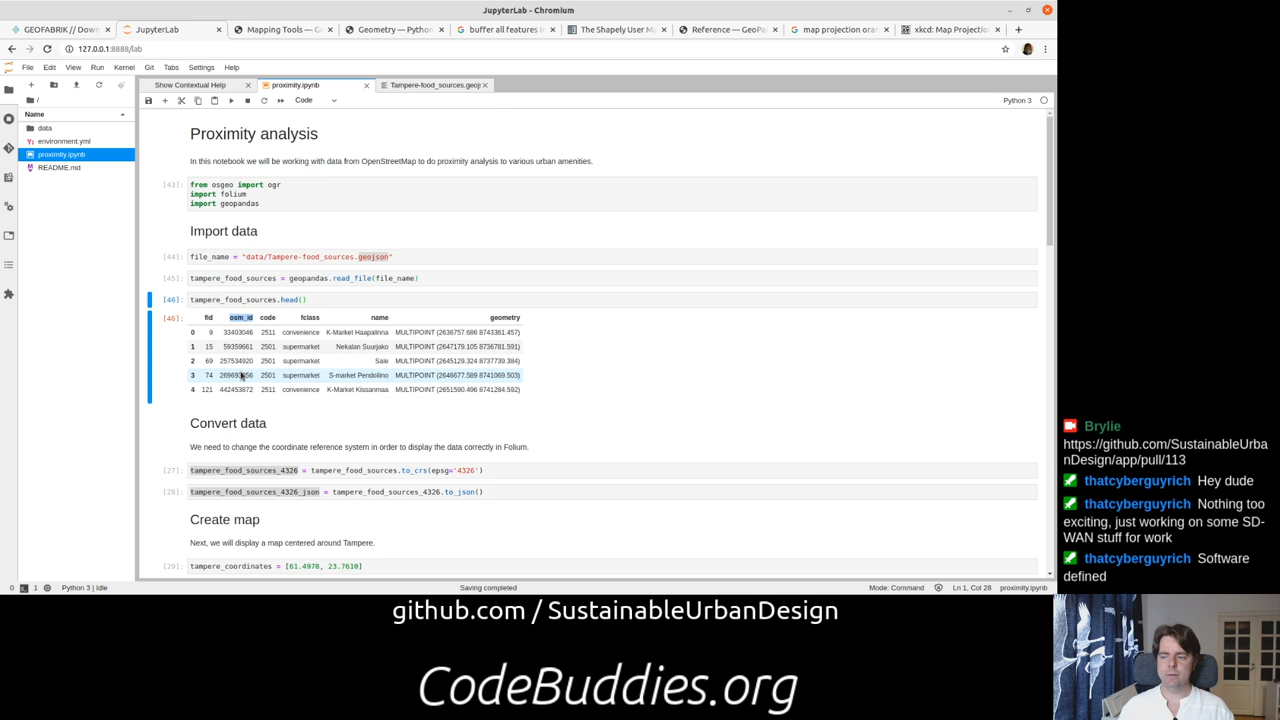 JupyterLab - Chromium
GEOFABRIK // Down
JupyterLab
Mapping Tools — G
Geometry — Python
buffer all features in
The Shapely User M
Reference — GeoPa
map projection oran
xkcd: Map Projection
127.0.0.1:8888/lab
File Edit View Run Kernel Git Tabs Settings Help
Show Contextual Help
proximity.ipynb
Tampere-food_sources.geoj
Code
Python 3
/
Name
data
environment.yml
proximity.ipynb
README.md
Proximity analysis
In this notebook we will be working with data from OpenStreetMap to do proximity analysis to various urban amenities.
[43]: from osgeo import ogr
import folium
import geopandas
Import data
[44]: file_name = "data/Tampere-food_sources.geojson"
[45]: tampere_food_sources = geopandas.read_file(file_name)
[46]: tampere_food_sources.head()
[46]: fid osm_id code fclass name geometry
0 9 33403046 2511 convenience K-Market Haapalinna MULTIPOINT (2636757.686 8743361.457)
1 15 59359661 2501 supermarket Nekalan Suurjako MULTIPOINT (2647179.105 8736781.591)
2 69 257534920 2501 supermarket Sale MULTIPOINT (2645129.324 8737739.384)
3 74 2501 supermarket S-market Pendoliino MULTIPOINT (2646677.589 8741069.503)
4 121 442453872 2511 convenience K-Market Kissanmaa MULTIPOINT (2651590.496 8741284.592)
Convert data
We need to change the coordinate reference system in order to display the data correctly in Folium.
[27]: tampere_food_sources_4326 = tampere_food_sources.to_crs(epsg='4326')
[28]: tampere_food_sources_4326_json = tampere_food_sources_4326.to_json()
Create map
Next, we will display a map centered around Tampere.
[29]: tampere_coordinates = [61.4978, 23.7610]
0 1 Python 3 | Idle
Saving completed
Mode: Command
Ln 1, Col 28 proximity.ipynb
Brylie
https://github.com/SustainableUrba
nDesign/app/pull/113
thatcyberguyrich Hey dude
thatcyberguyrich Nothing too
exciting, just working on some SD-
WAN stuff for work
thatcyberguyrich Software
defined
github.com / SustainableUrbanDesign
CodeBuddies.org